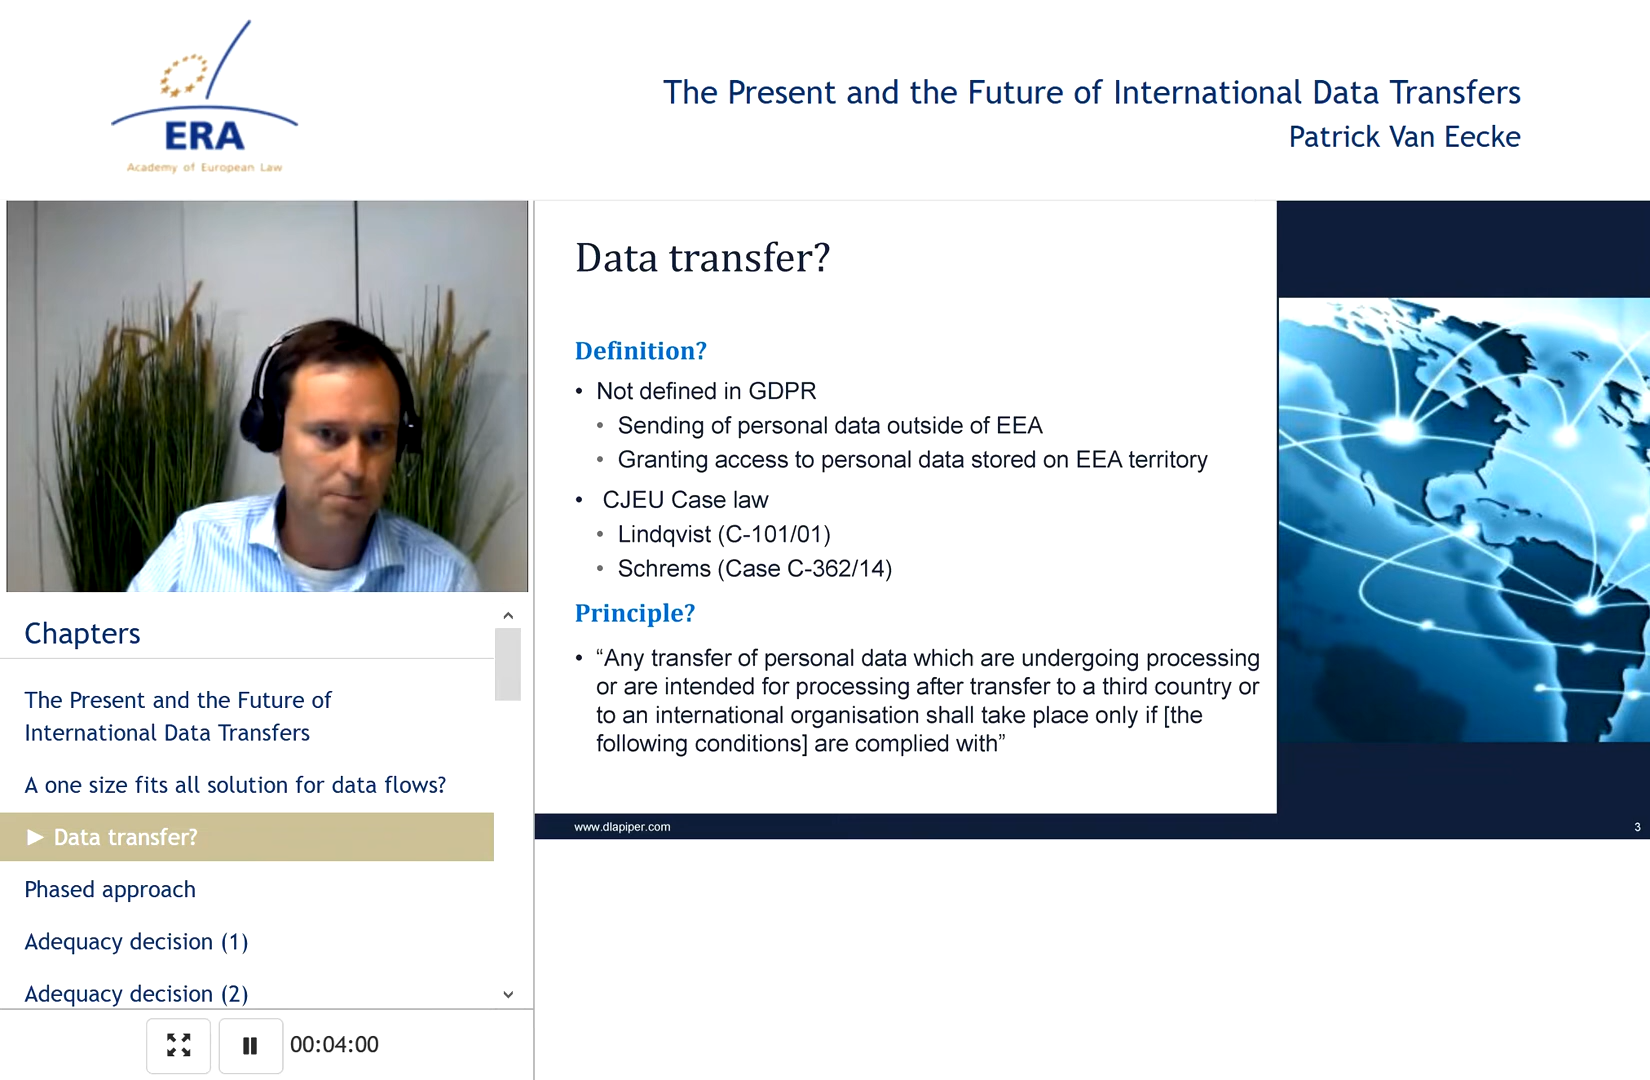 ERA
Academy of European Law
The Present and the Future of International Data Transfers
Patrick Van Eecke
Data transfer?
Definition?
• Not defined in GDPR
• Sending of personal data outside of EEA
• Granting access to personal data stored on EEA territory
• CJEU Case law
• Lindqvist (C-101/01)
• Schrems (Case C-362/14)
Principle?
• “Any transfer of personal data which are undergoing processing
or are intended for processing after transfer to a third country or
to an international organisation shall take place only if [the
following conditions] are complied with”
www.dlapiper.com
3
Chapters
The Present and the Future of
International Data Transfers
A one size fits all solution for data flows?
► Data transfer?
Phased approach
Adequacy decision (1)
Adequacy decision (2)
00:04:00